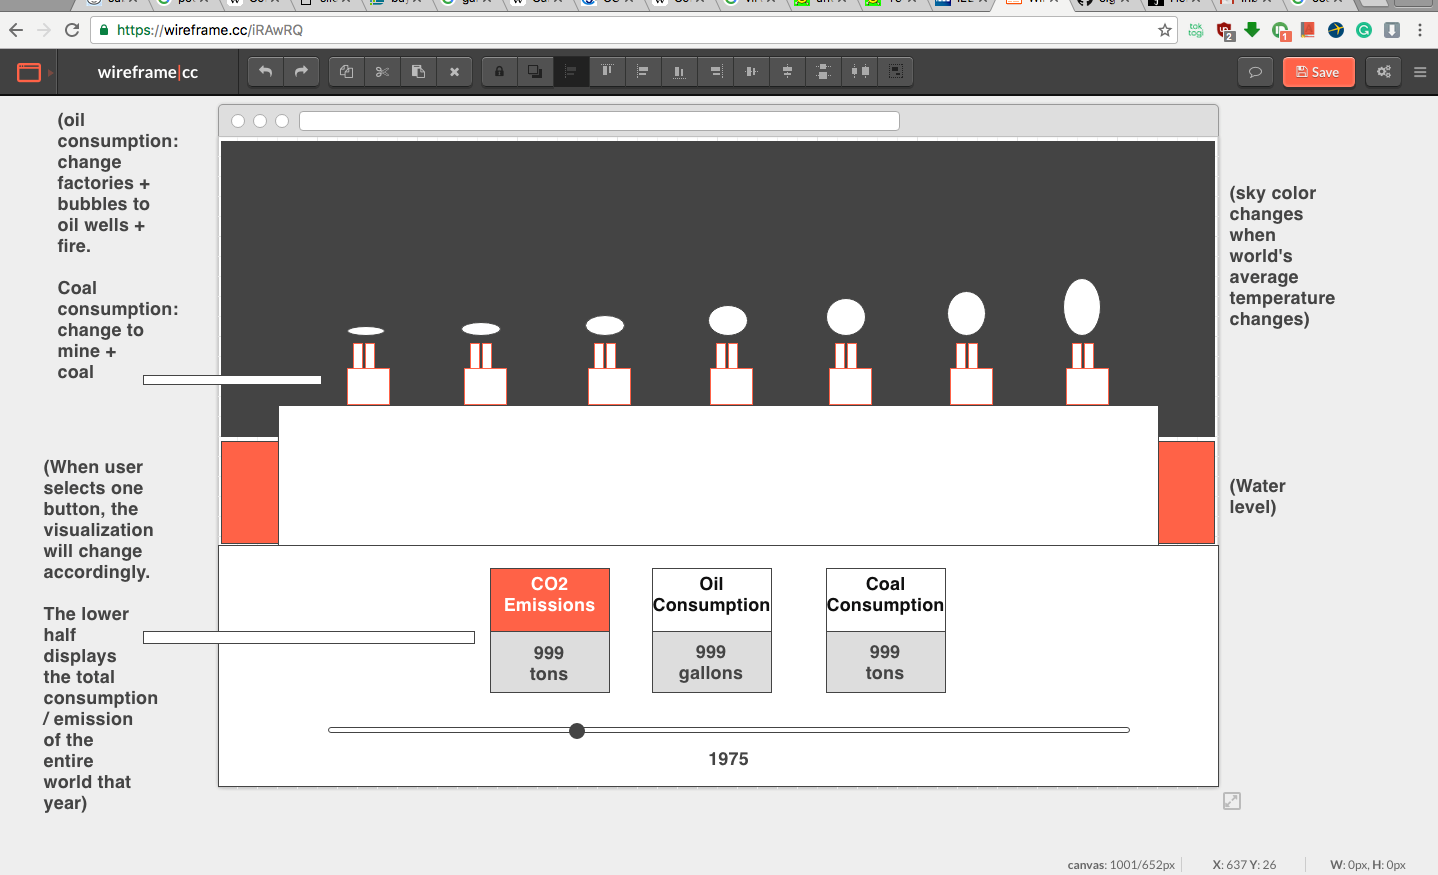 https://wireframe.cc/iRAwRQ
tok
togi
2
1
wireframe|cc
Save
(oil
consumption:
change
factories +
bubbles to
oil wells +
fire.
Coal
consumption:
change to
mine +
coal
(When user
selects one
button, the
visualization
will change
accordingly.
The lower
half
displays
the total
consumption
/ emission
of the
entire
world that
year)
(sky color
changes
when
world's
average
temperature
changes)
(Water
level)
CO2
Emissions
999
tons
Oil
Consumption
999
gallons
Coal
Consumption
999
tons
1975
canvas: 1001/652px
X: 637 Y: 26
W: 0px, H: 0px